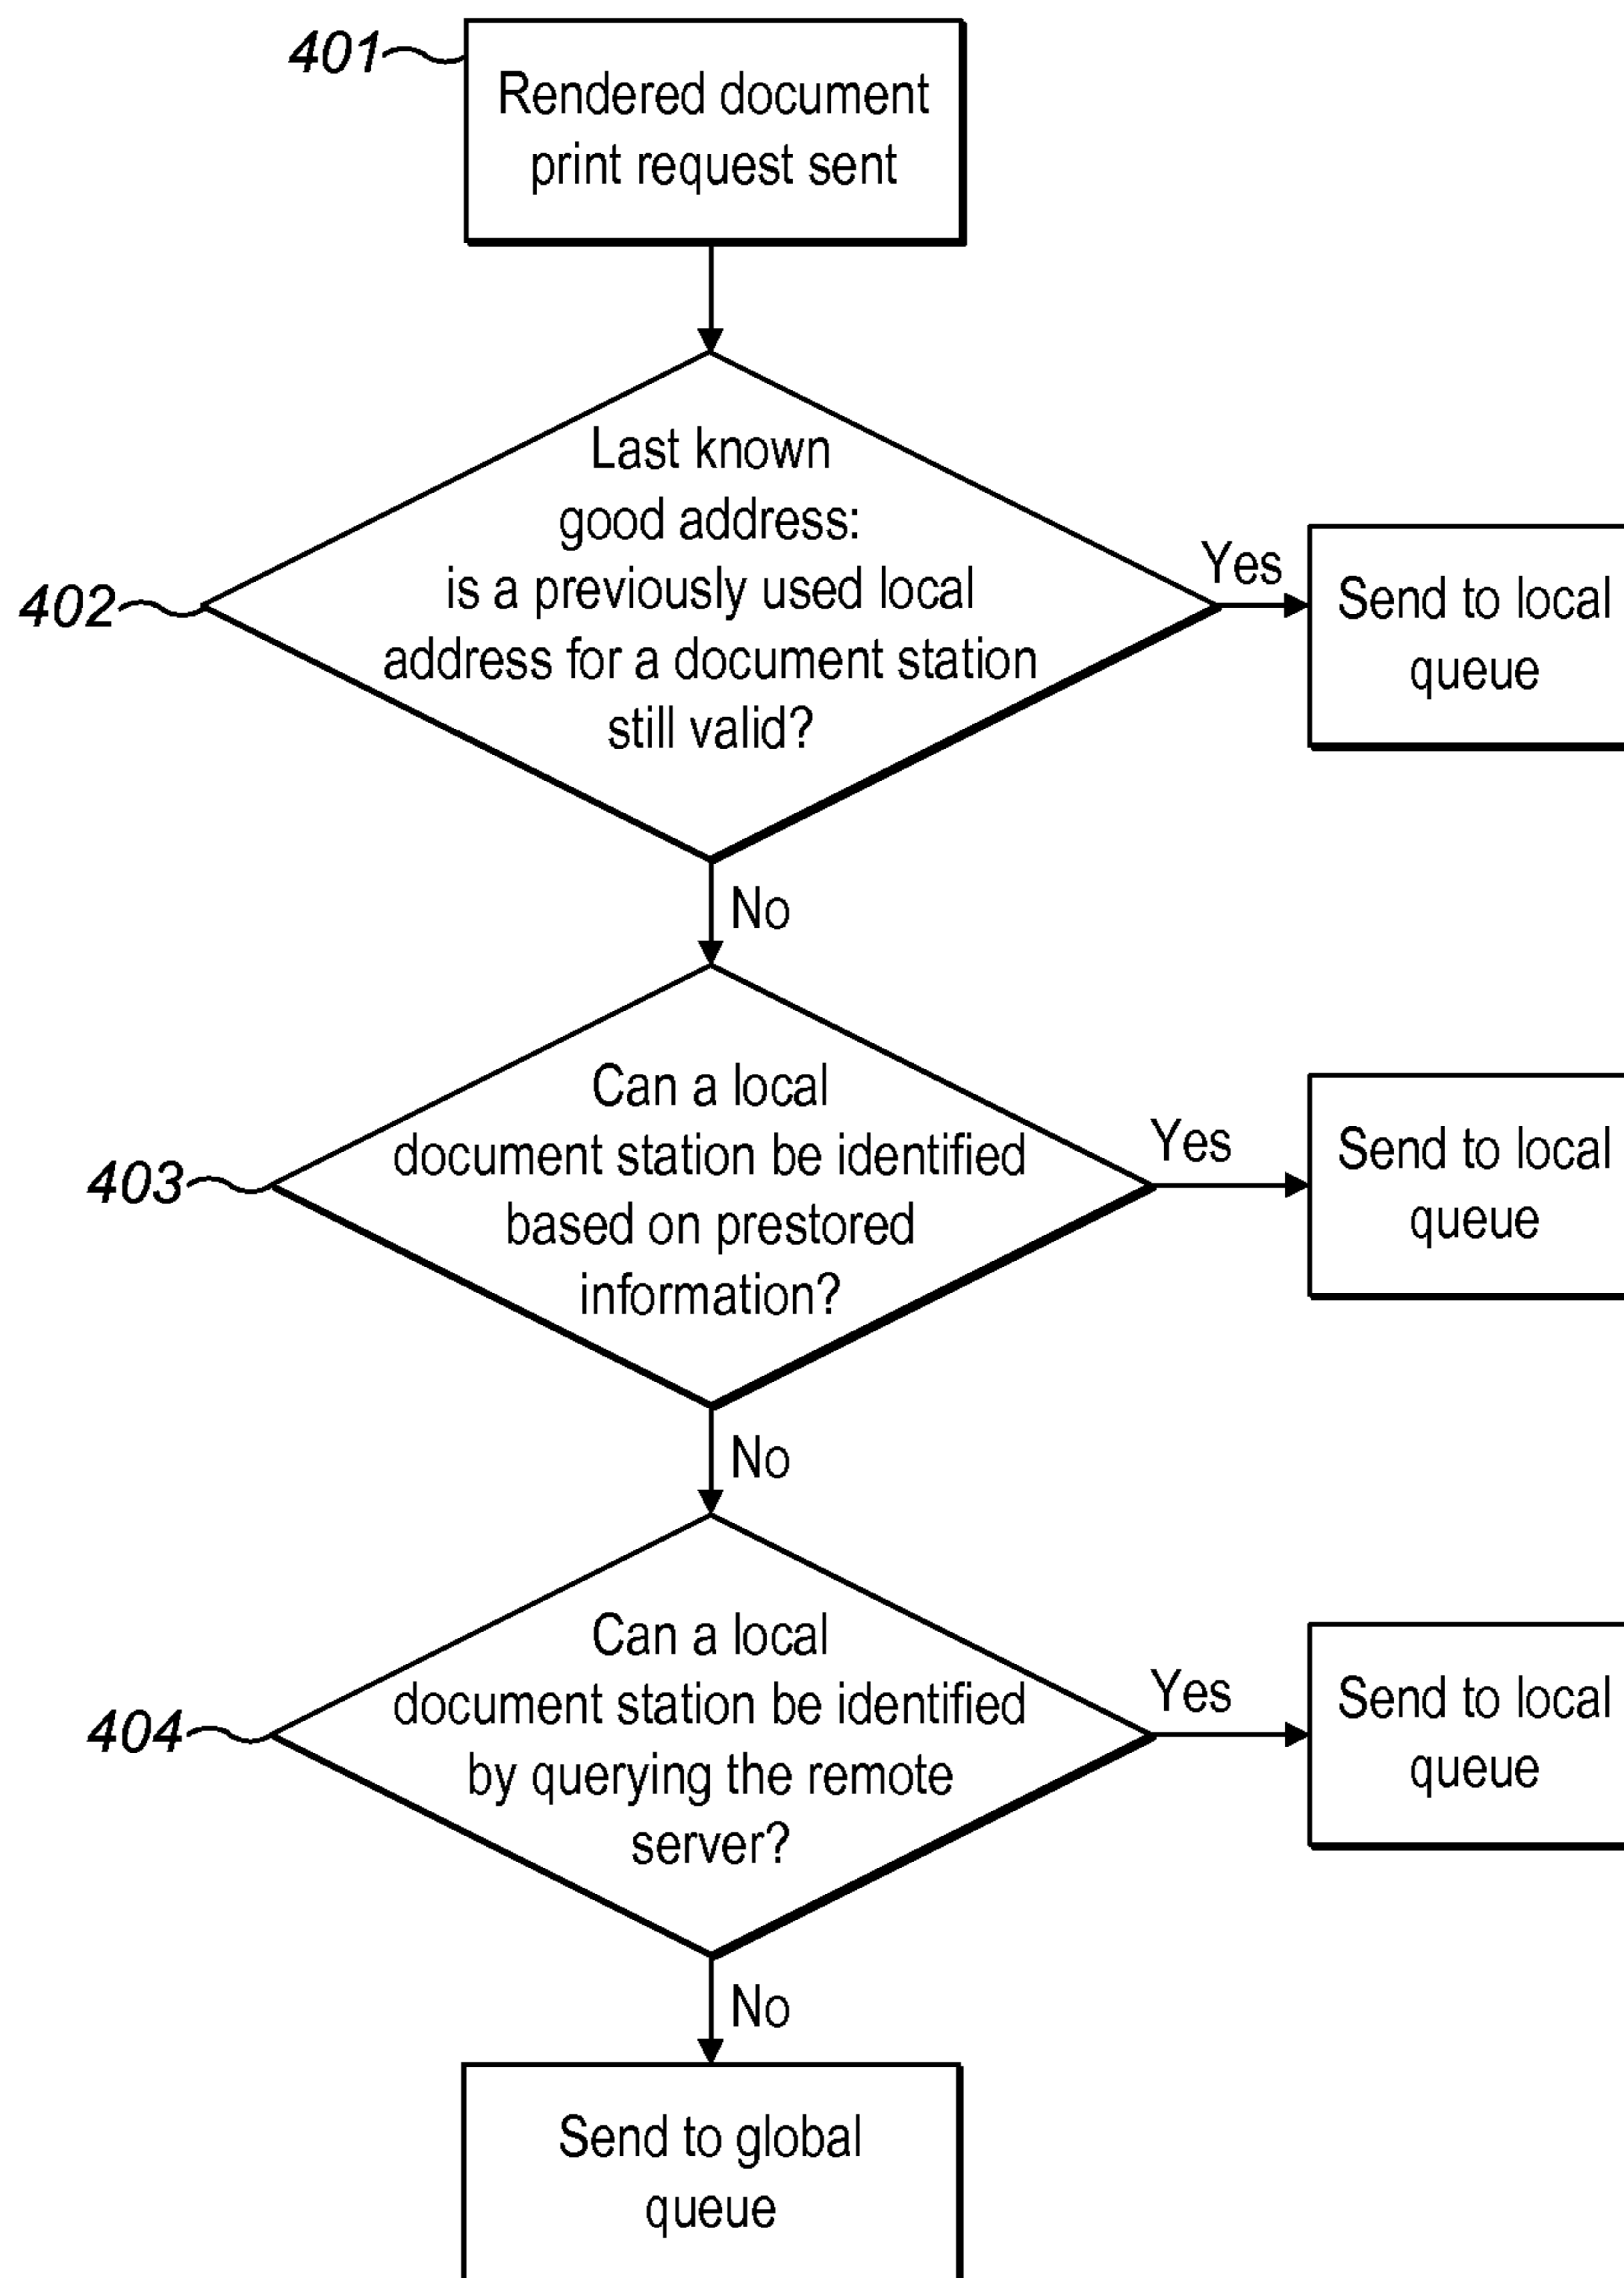 401
Rendered document
print request sent
Last known
good address:
is a previously used local
address for a document station
still valid?
402
Yes
Send to local
queue
No
Can a local
document station be identified
based on prestored
information?
403
Yes
Send to local
queue
No
Can a local
document station be identified
by querying the remote
server?
404
Yes
Send to local
queue
No
Send to global
queue